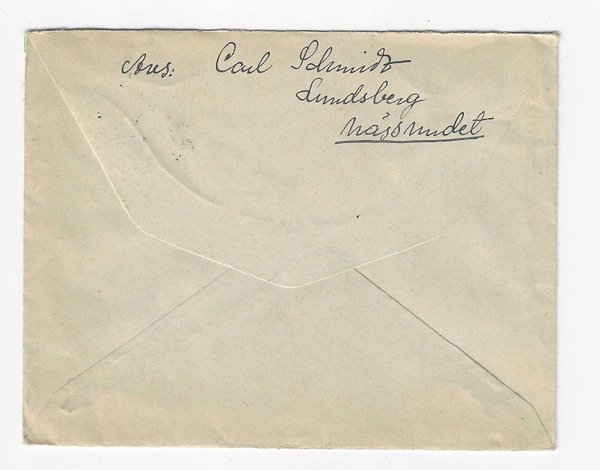 Avs: Carl Schmidt
Lundsberg
Nässundet